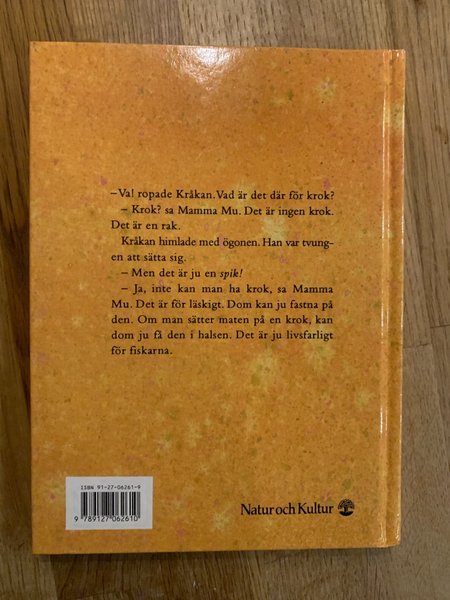 –Va! ropade Kråkan. Vad är det där för krok?
– Krok? sa Mamma Mu. Det är ingen krok.
Det är en rak.
Kråkan himlade med ögonen. Han var tvung-
en att sätta sig.
– Men det är ju en spik!
– Ja, inte kan man ha krok, sa Mamma
Mu. Det är för läskigt. Dom kan ju fastna på
den. Om man sätter maten på en krok, kan
dom ju få den i halsen. Det är ju livsfarligt
för fiskarna.
ISBN 91-27-06261-9
9 789127 062610
Natur och Kultur